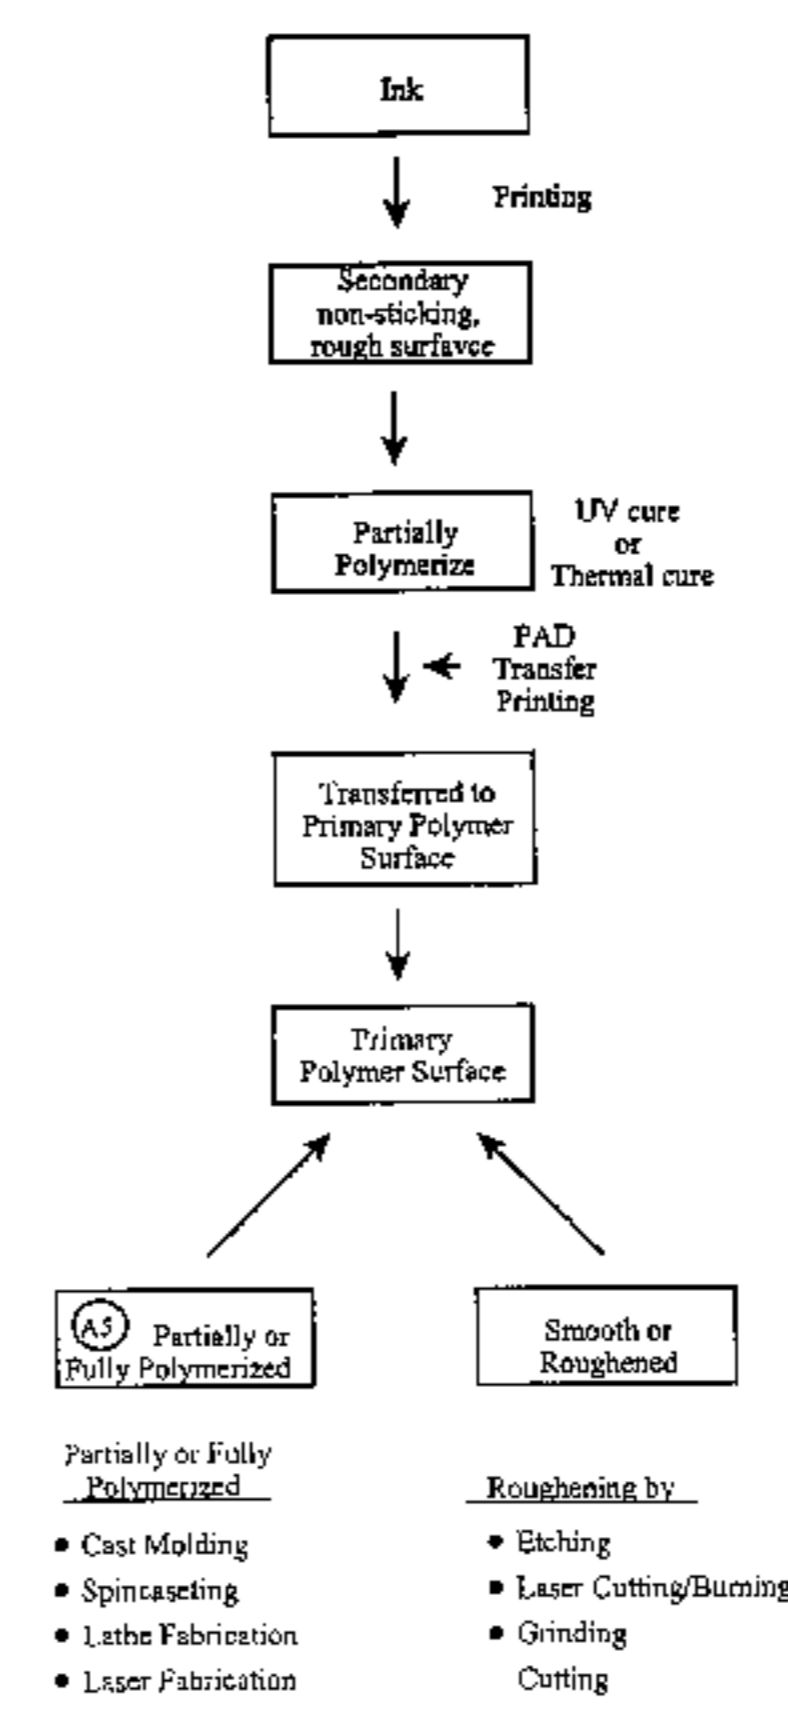 Ink
Printing
Secondary
non-sticking,
rough surfavce
Partially
Polymerize
UV cure
or
Thermal cure
PAD
Transfer
Printing
Transferred to
Primary Polymer
Surface
Primary
Polymer Surface
A5 Partially or
Fully Polymerized
Smooth or
Roughened
Partially or Fully
Polymerized
• Cast Molding
• Spincaseting
• Lathe Fabrication
• Laser Fabrication
Roughening by
• Etching
• Laser Cutting/Burning
• Grinding
Cutting